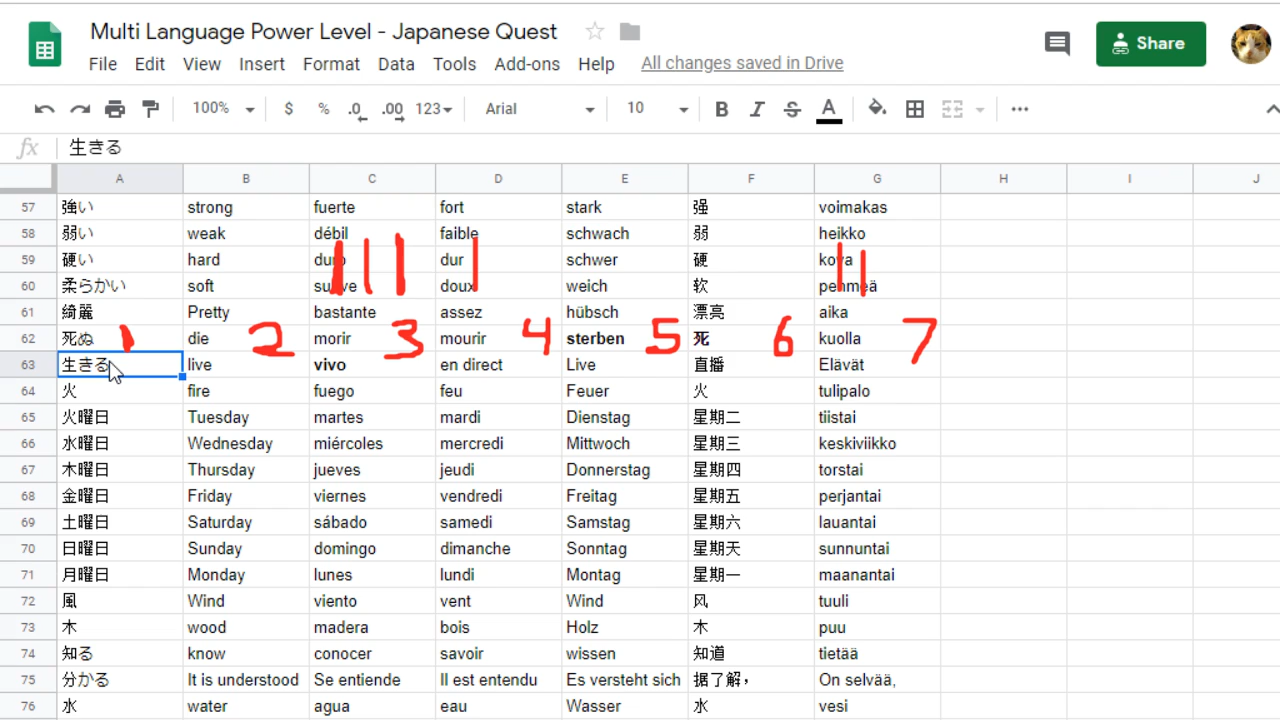 Multi Language Power Level - Japanese Quest
File Edit View Insert Format Data Tools Add-ons Help All changes saved in Drive
Share
100% $ % .0 .00 123 Arial 10 B I S A
fx 生きる
A B C D E F G H I J
57 強い strong fuerte fort stark 强 voimakas
58 弱い weak débil faible schwach 弱 heikko
59 硬い hard duro dur schwer 硬 kova
60 柔らかい soft suave doux weich 软 pehmeä
61 綺麗 Pretty bastante assez hübsch 漂亮 aika
62 死ぬ 1 die 2 morir 3 mourir 4 sterben 5 死 6 kuolla 7
63 生きる live vivo en direct Live 直播 Elävät
64 火 fire fuego feu Feuer 火 tulipalo
65 火曜日 Tuesday martes mardi Dienstag 星期二 tiistai
66 水曜日 Wednesday miércoles mercredi Mittwoch 星期三 keskiviikko
67 木曜日 Thursday jueves jeudi Donnerstag 星期四 torstai
68 金曜日 Friday viernes vendredi Freitag 星期五 perjantai
69 土曜日 Saturday sábado samedi Samstag 星期六 lauantai
70 日曜日 Sunday domingo dimanche Sonntag 星期天 sunnuntai
71 月曜日 Monday lunes lundi Montag 星期一 maanantai
72 風 Wind viento vent Wind 风 tuuli
73 木 wood madera bois Holz 木 puu
74 知る know conocer savoir wissen 知道 tietää
75 分かる It is understood Se entiende Il est entendu Es versteht sich 据了解， On selvää,
76 水 water agua eau Wasser 水 vesi